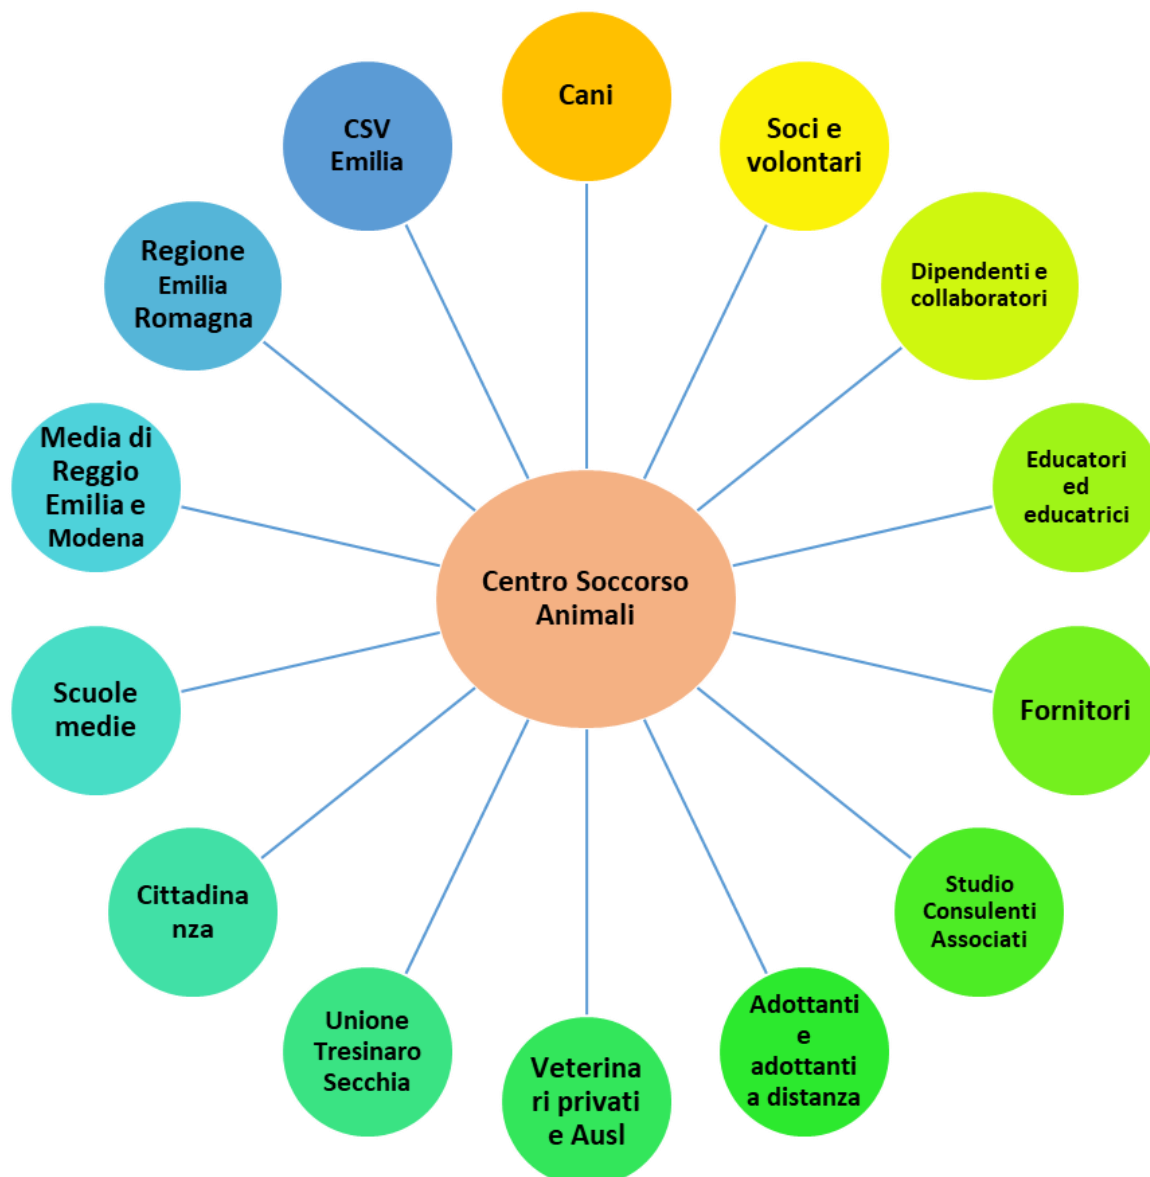 Cani
Soci e
volontari
Dipendenti e
collaboratori
Educatori
ed
educatrici
Fornitori
Studio
Consulenti
Associati
Adottanti
e
adottanti
a distanza
Veterina
ri privati
e Ausl
Unione
Tresinaro
Secchia
Cittadina
nza
Scuole
medie
Media di
Reggio
Emilia e
Modena
Regione
Emilia
Romagna
CSV
Emilia
Centro Soccorso
Animali